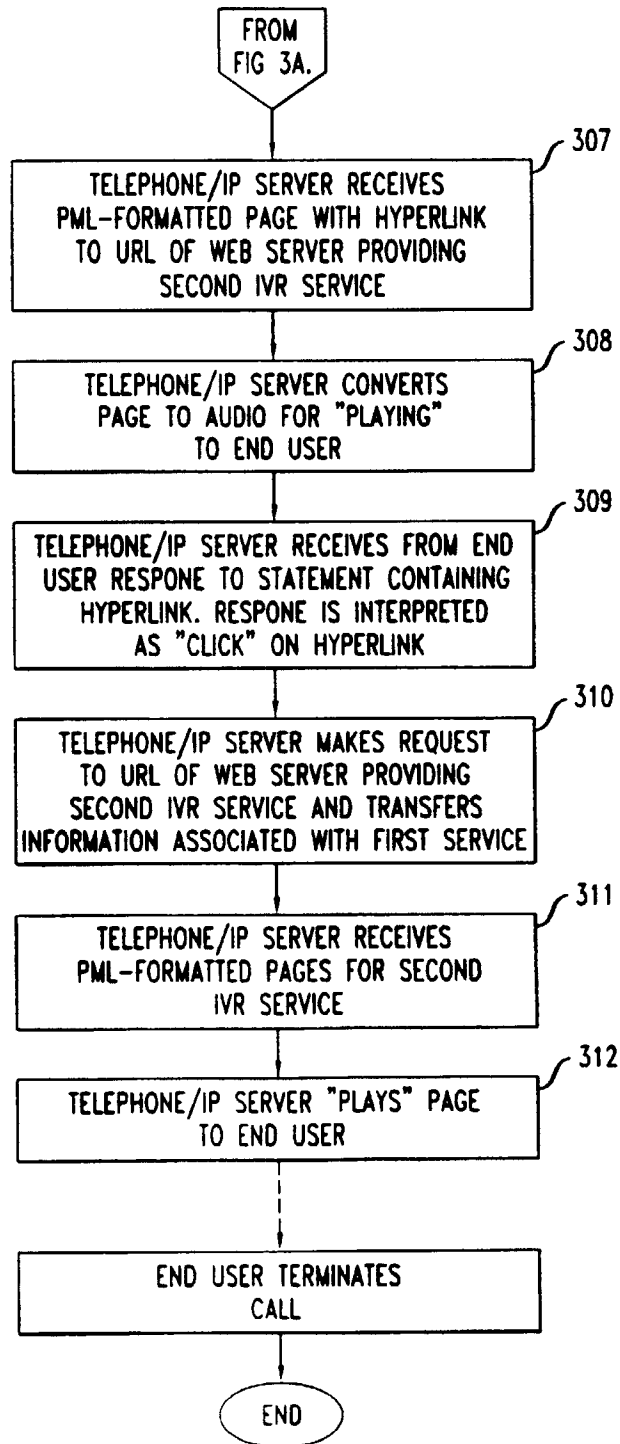 FROM
FIG 3A.
307
TELEPHONE/IP SERVER RECEIVES
PML-FORMATTED PAGE WITH HYPERLINK
TO URL OF WEB SERVER PROVIDING
SECOND IVR SERVICE
308
TELEPHONE/IP SERVER CONVERTS
PAGE TO AUDIO FOR "PLAYING"
TO END USER
309
TELEPHONE/IP SERVER RECEIVES FROM END
USER RESPONE TO STATEMENT CONTAINING
HYPERLINK. RESPONE IS INTERPRETED
AS "CLICK" ON HYPERLINK
310
TELEPHONE/IP SERVER MAKES REQUEST
TO URL OF WEB SERVER PROVIDING
SECOND IVR SERVICE AND TRANSFERS
INFORMATION ASSOCIATED WITH FIRST SERVICE
311
TELEPHONE/IP SERVER RECEIVES
PML-FORMATTED PAGES FOR SECOND
IVR SERVICE
312
TELEPHONE/IP SERVER "PLAYS" PAGE
TO END USER
END USER TERMINATES
CALL
END